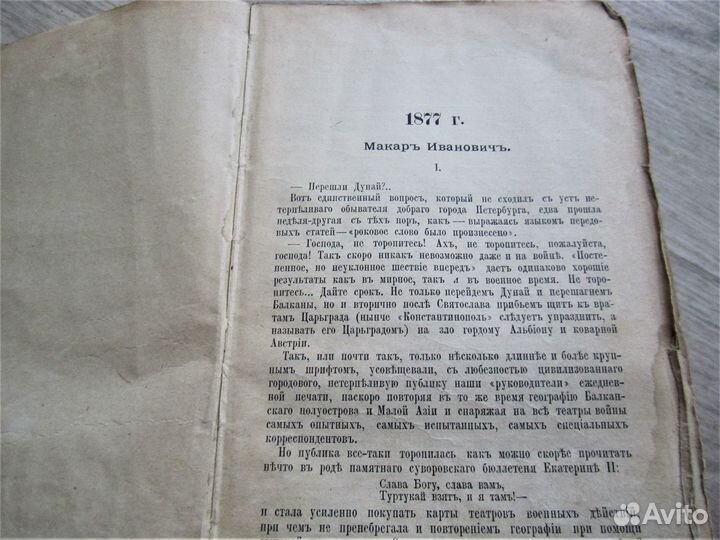 1877 г.
Макаръ Ивановичъ.
I.
— Перешли Дунай?..
Вотъ единственный вопросъ, который не сходилъ съ устъ не-
терпѣливаго обывателя добраго города Петербурга, едва прошла
недѣля-другая съ тѣхъ поръ, какъ — выражаясь языкомъ передо-
выхъ статей — «роковое слово было произнесено».
— Господа, не торопитесь! Ахъ, не торопитесь, пожалуйста,
господа! Такъ скоро никакъ невозможно даже и на войнѣ. «Посте-
пенное, но неуклонное шествіе впередъ» даетъ одинаково хорошіе
результаты какъ въ мирное, такъ и въ военное время. Не торо-
питесь... Дайте срокъ. Не только перейдемъ Дунай и перешагнемъ
Балканы, но и вторично послѣ Святослава прибьемъ щитъ къ вра-
тамъ Царьграда (нынче «Константинополь» слѣдуетъ упразднить, а
называть его Царьградомъ) на зло гордому Альбіону и коварной
Австріи.
Такъ, или почти такъ, только нѣсколько длиннѣе и болѣе круп-
нымъ шрифтомъ, усовѣщевали, съ любезностью цивилизованнаго
городового, нетерпѣливую публику наши «руководители» ежеднев-
ной печати, наскоро повторяя въ то же время географію Балкан-
скаго полуострова и Малой Азіи и снаряжая на всѣ театры войны
самыхъ опытныхъ, самыхъ испытанныхъ, самыхъ спеціальныхъ
корреспондентовъ.
Но публика все-таки торопилась какъ можно скорѣе прочитать
нѣчто въ родѣ памятнаго суворовскаго бюллетеня Екатеринѣ II:
Слава Богу, слава вамъ,
Туртукай взятъ, и я тамъ!—
и стала усиленно покупать карты театровъ военныхъ дѣйствій,
при чемъ не пренебрегала и повтореніемъ географіи при помощи
Avito